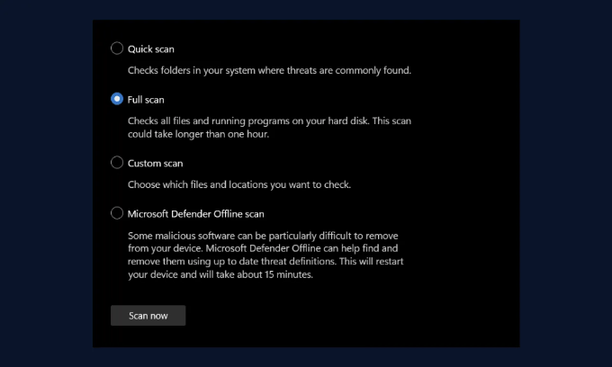 Quick scan
Checks folders in your system where threats are commonly found.
Full scan
Checks all files and running programs on your hard disk. This scan
could take longer than one hour.
Custom scan
Choose which files and locations you want to check.
Microsoft Defender Offline scan
Some malicious software can be particularly difficult to remove
from your device. Microsoft Defender Offline can help find and
remove them using up to date threat definitions. This will restart
your device and will take about 15 minutes.
Scan now